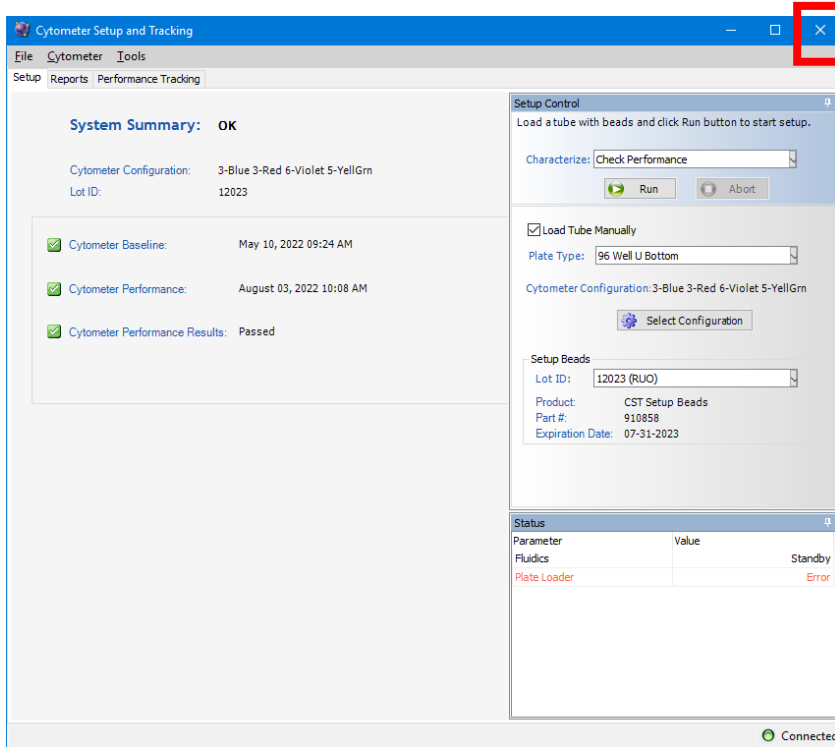 Cytometer Setup and Tracking
File Cytometer Tools
Setup Reports Performance Tracking
System Summary: OK
Cytometer Configuration: 3-Blue 3-Red 6-Violet 5-YellGrn
Lot ID: 12023
Cytometer Baseline: May 10, 2022 09:24 AM
Cytometer Performance: August 03, 2022 10:08 AM
Cytometer Performance Results: Passed
Setup Control
Load a tube with beads and click Run button to start setup.
Characterize: Check Performance
Run Abort
Load Tube Manually
Plate Type: 96 Well U Bottom
Cytometer Configuration: 3-Blue 3-Red 6-Violet 5-YellGrn
Select Configuration
Setup Beads
Lot ID: 12023 (RUO)
Product: CST Setup Beads
Part #: 910858
Expiration Date: 07-31-2023
Status
Parameter Value
Fluidics Standby
Plate Loader Error
Connected